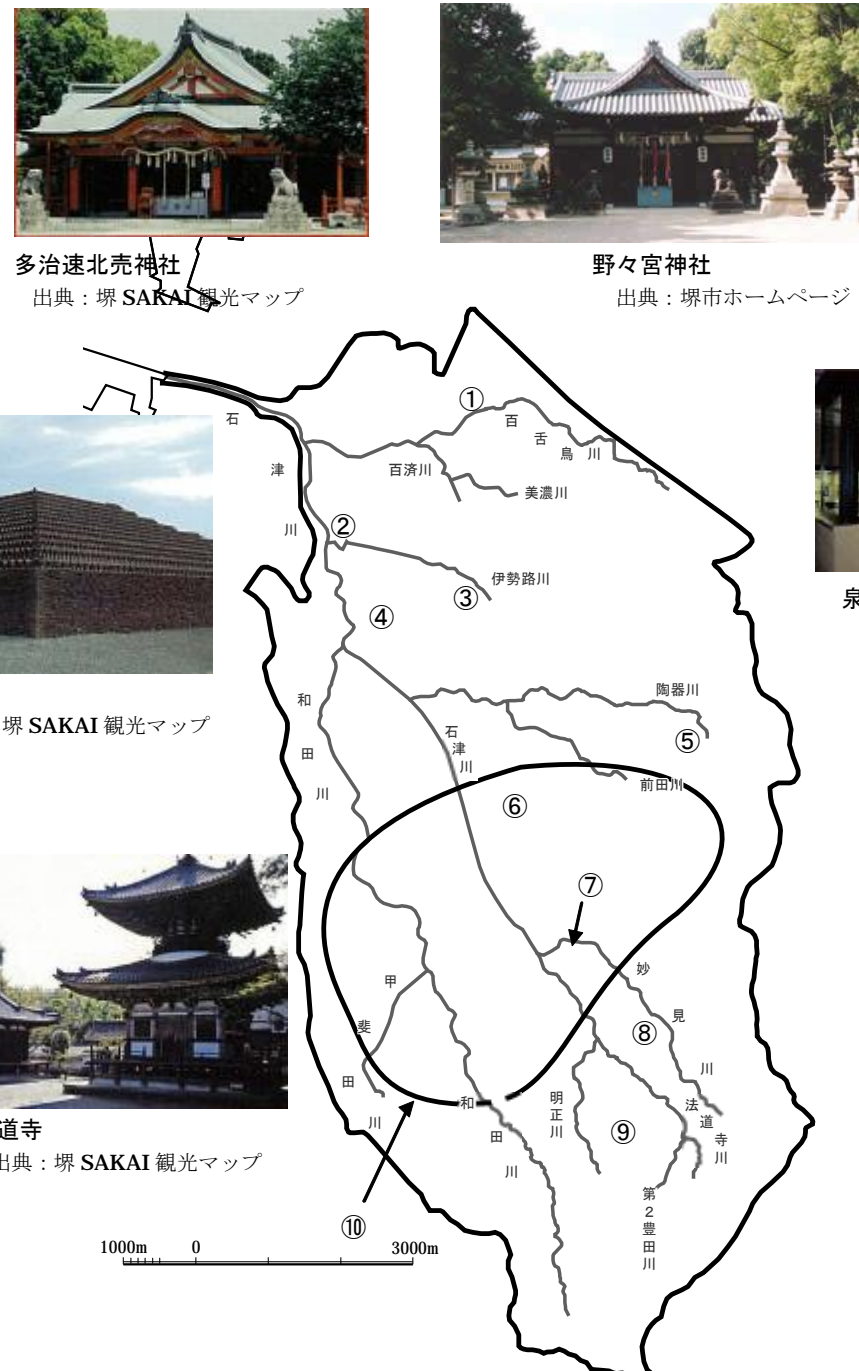 多治速北売神社
出典：堺 SAKAI 観光マップ
野々宮神社
出典：堺市ホームページ
石津川
①
百舌鳥川
百済川
美濃川
②
伊勢路川
③
④
泉
堺 SAKAI 観光マップ
和田川
石津川
陶器川
⑤
前田川
⑥
⑦
甲斐田川
妙見川
⑧
道寺
出典：堺 SAKAI 観光マップ
和田川
明正川
⑨
法道寺川
第２豊田川
⑩
1000m 0 3000m